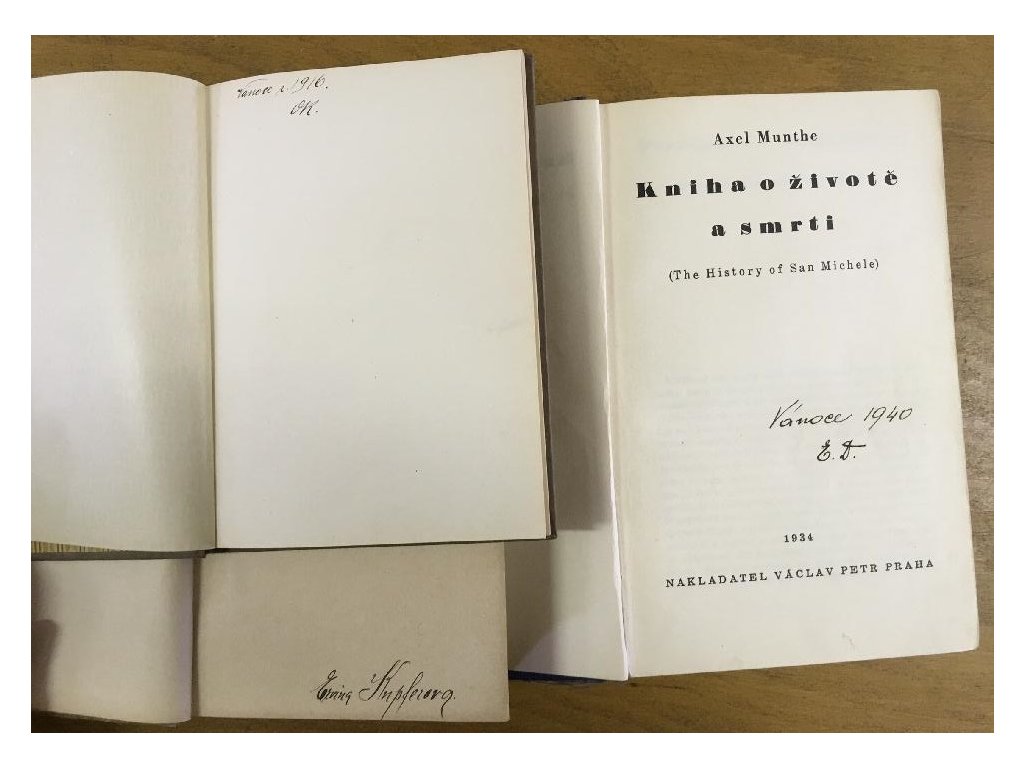 Vánoce r. 1916.
OK.
Axel Munthe
Kniha o životě
a smrti
(The History of San Michele)
Vánoce 1940
E. D.
1934
NAKLADATEL VÁCLAV PETR PRAHA
Kupferova.